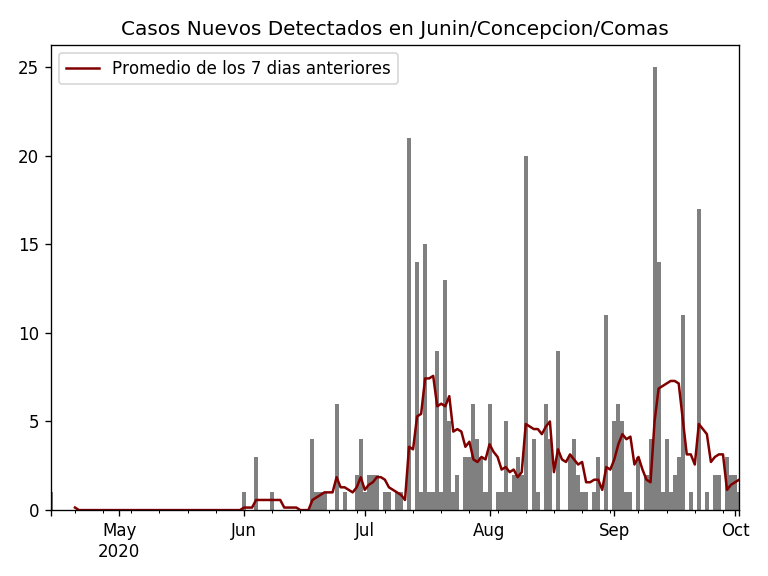 Casos Nuevos Detectados en Junin/Concepcion/Comas
Promedio de los 7 dias anteriores
25
20
15
10
5
0
May Jun Jul Aug Sep Oct
2020